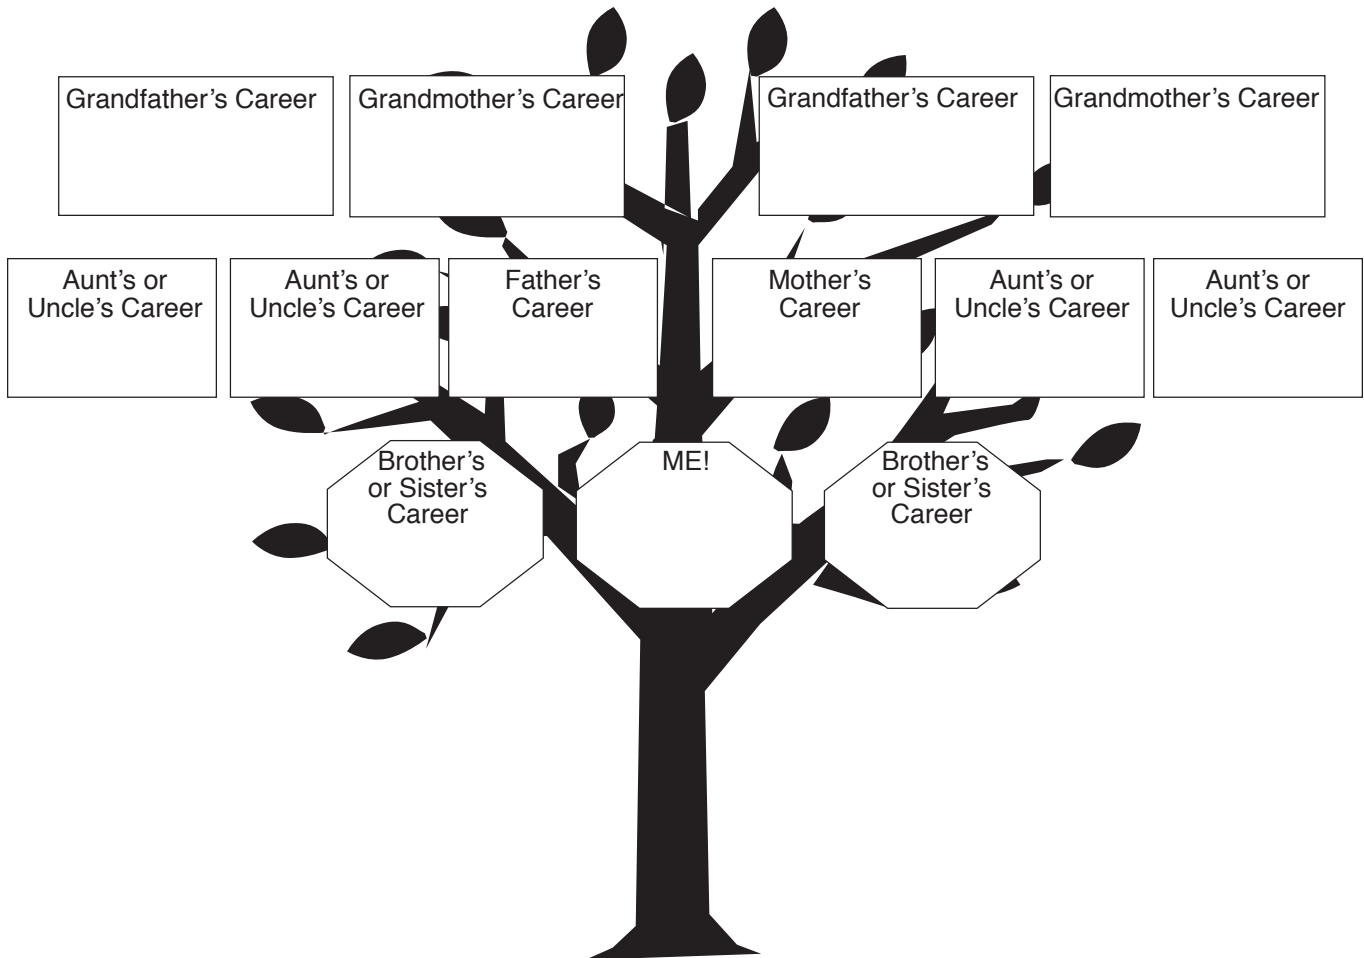 Grandfather’s Career
Grandmother’s Career
Grandfather’s Career
Grandmother’s Career
Aunt’s or
Uncle’s Career
Aunt’s or
Uncle’s Career
Father’s
Career
Mother’s
Career
Aunt’s or
Uncle’s Career
Aunt’s or
Uncle’s Career
Brother’s
or Sister’s
Career
ME!
Brother’s
or Sister’s
Career